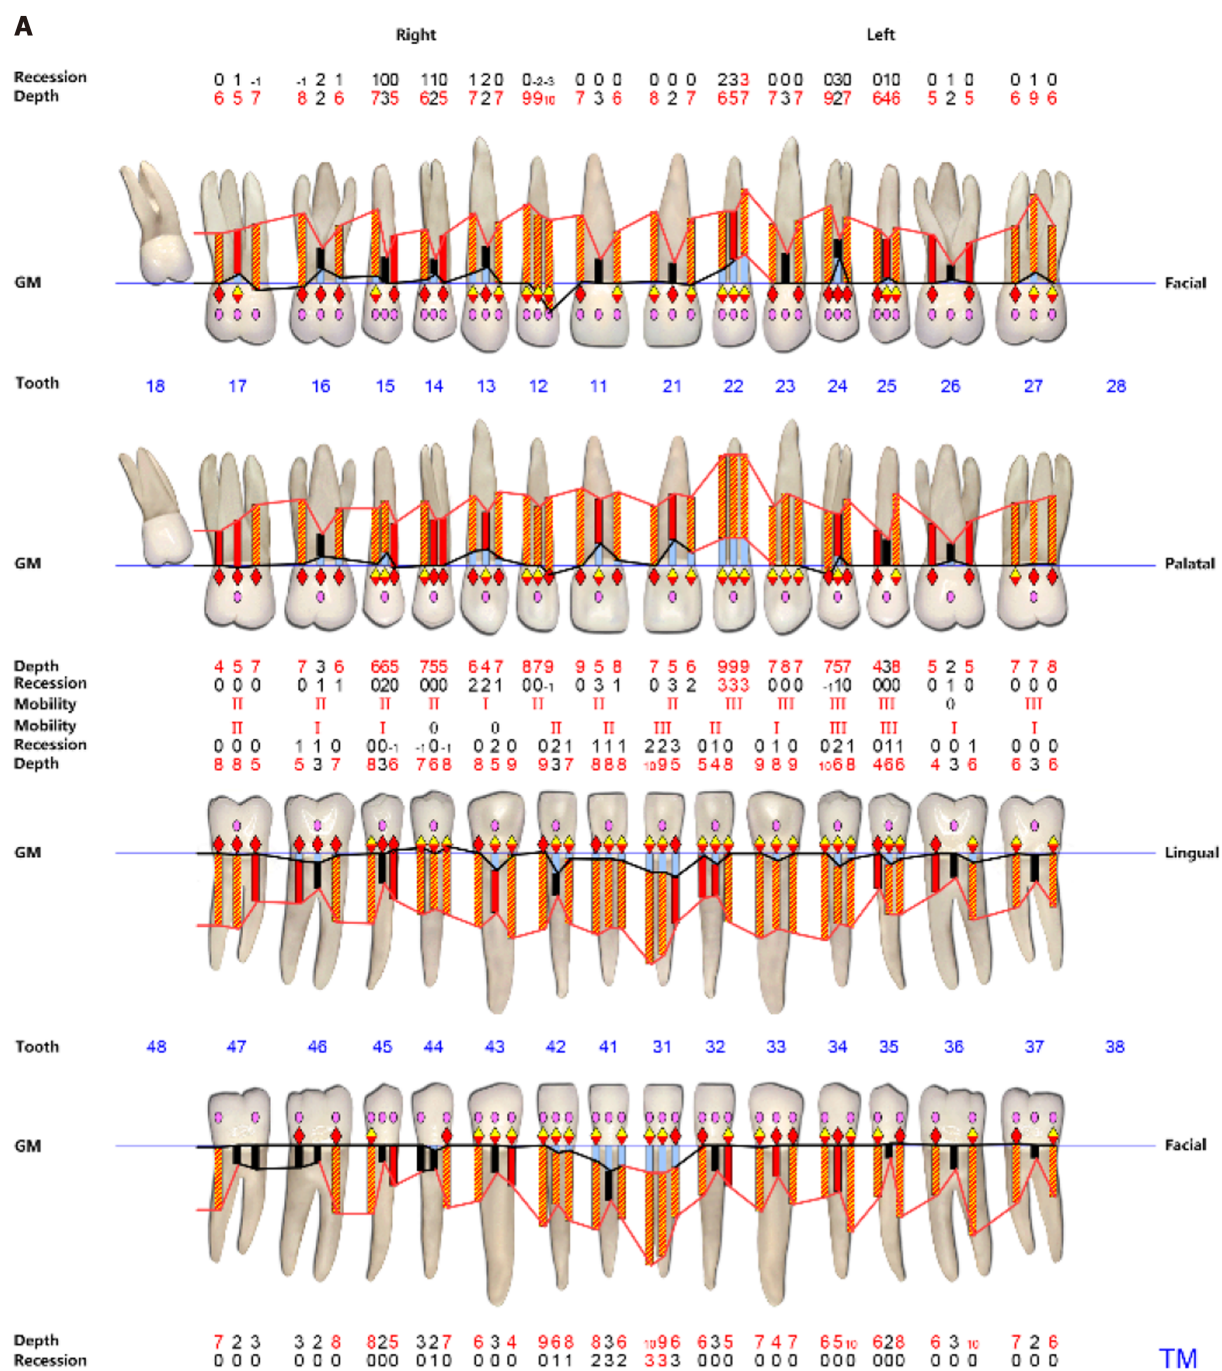 A
Right Left
Recession 0 1 -1 -1 2 1 100 110 120 0-2-3 0 0 0 0 0 0 233 000 030 010 0 1 0 0 1 0
Depth 6 5 7 8 2 6 735 625 727 9910 7 3 6 8 2 7 657 737 927 646 5 2 5 6 9 6
GM Facial
Tooth 18 17 16 15 14 13 12 11 21 22 23 24 25 26 27 28
GM Palatal
Depth 4 5 7 7 3 6 665 755 647 879 9 5 8 7 5 6 999 787 757 438 5 2 5 7 7 8
Recession 0 0 0 0 1 1 020 000 221 00-1 0 3 1 0 3 2 333 000 -110 000 0 1 0 0 0 0
Mobility II II II II I II II II III III III III 0 III
Mobility II I I 0 0 II II III II I III III I I
Recession 0 0 0 1 1 0 00-1 -10-1 0 2 0 021 111 223 010 0 1 0 021 011 0 0 1 0 0 0
Depth 8 8 5 5 3 7 836 768 8 5 9 937 888 1095 548 9 8 9 1068 466 4 3 6 6 3 6
GM Lingual
Tooth 48 47 46 45 44 43 42 41 31 32 33 34 35 36 37 38
GM Facial
Depth 7 2 3 3 2 8 825 327 6 3 4 968 836 1096 635 7 4 7 6510 628 6 3 10 7 2 6
Recession 0 0 0 0 0 0 000 010 0 0 0 011 232 333 000 0 0 0 000 000 0 0 0 0 0 0
TM